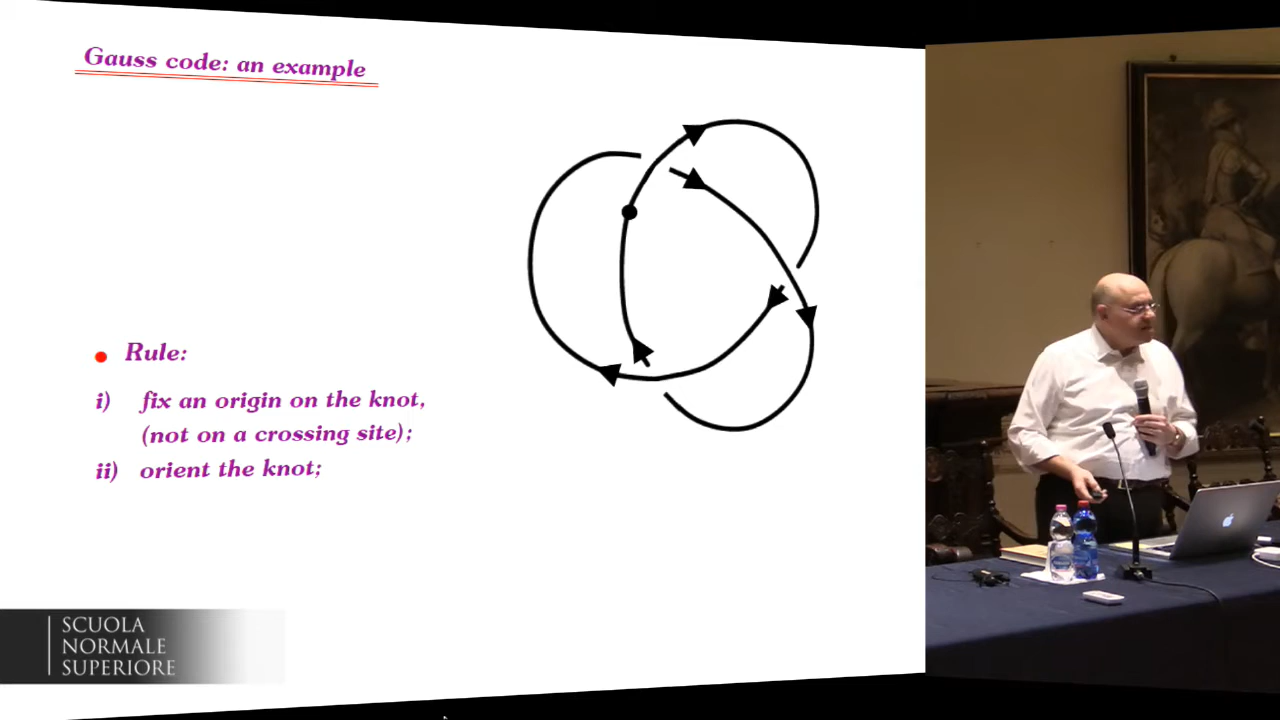 Gauss code: an example
Rule:
i) fix an origin on the knot,
(not on a crossing site);
ii) orient the knot;
SCUOLA
NORMALE
SUPERIORE